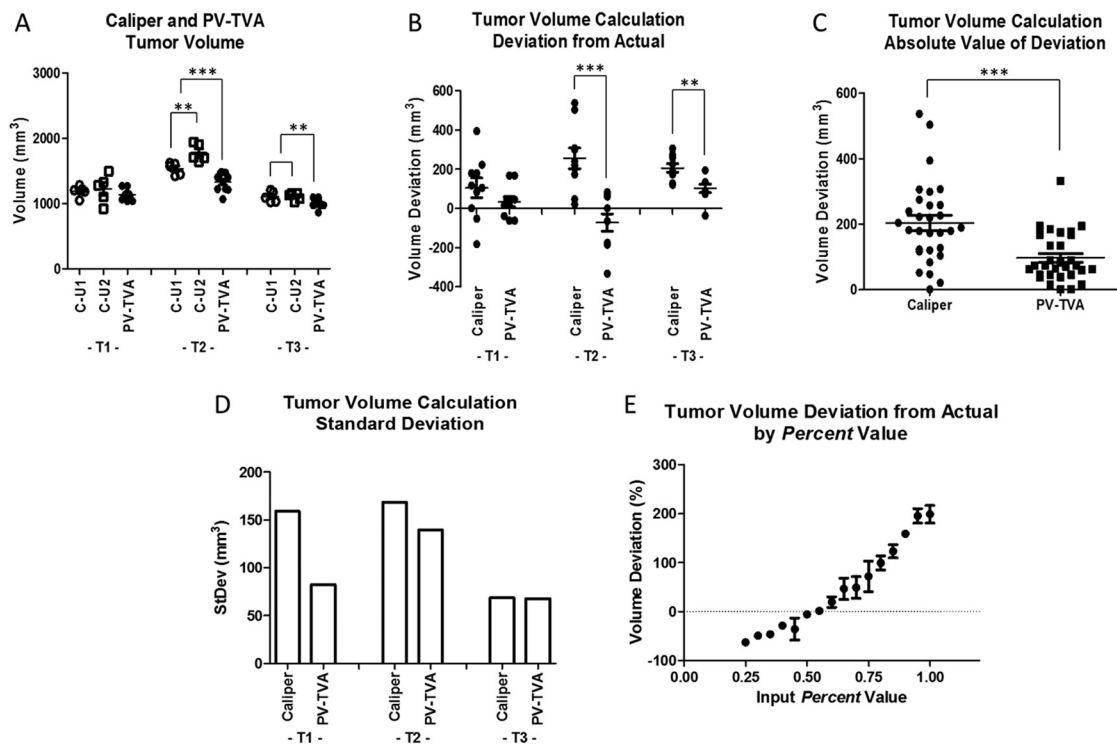 A
Caliper and PV-TVA
Tumor Volume
Volume (mm³)
3000
2000
1000
0
***
**
**
C-U1
C-U2
PV-TVA
C-U1
C-U2
PV-TVA
C-U1
C-U2
PV-TVA
- T1 -
- T2 -
- T3 -
B
Tumor Volume Calculation
Deviation from Actual
Volume Deviation (mm³)
600
400
200
0
-200
-400
***
**
Caliper
PV-TVA
Caliper
PV-TVA
Caliper
PV-TVA
- T1 -
- T2 -
- T3 -
C
Tumor Volume Calculation
Absolute Value of Deviation
Volume Deviation (mm³)
600
400
200
0
***
Caliper
PV-TVA
D
Tumor Volume Calculation
Standard Deviation
StDev (mm³)
200
150
100
50
0
Caliper
PV-TVA
Caliper
PV-TVA
Caliper
PV-TVA
- T1 -
- T2 -
- T3 -
E
Tumor Volume Deviation from Actual
by Percent Value
Volume Deviation (%)
300
200
100
0
-100
0.00
0.25
0.50
0.75
1.00
Input Percent Value